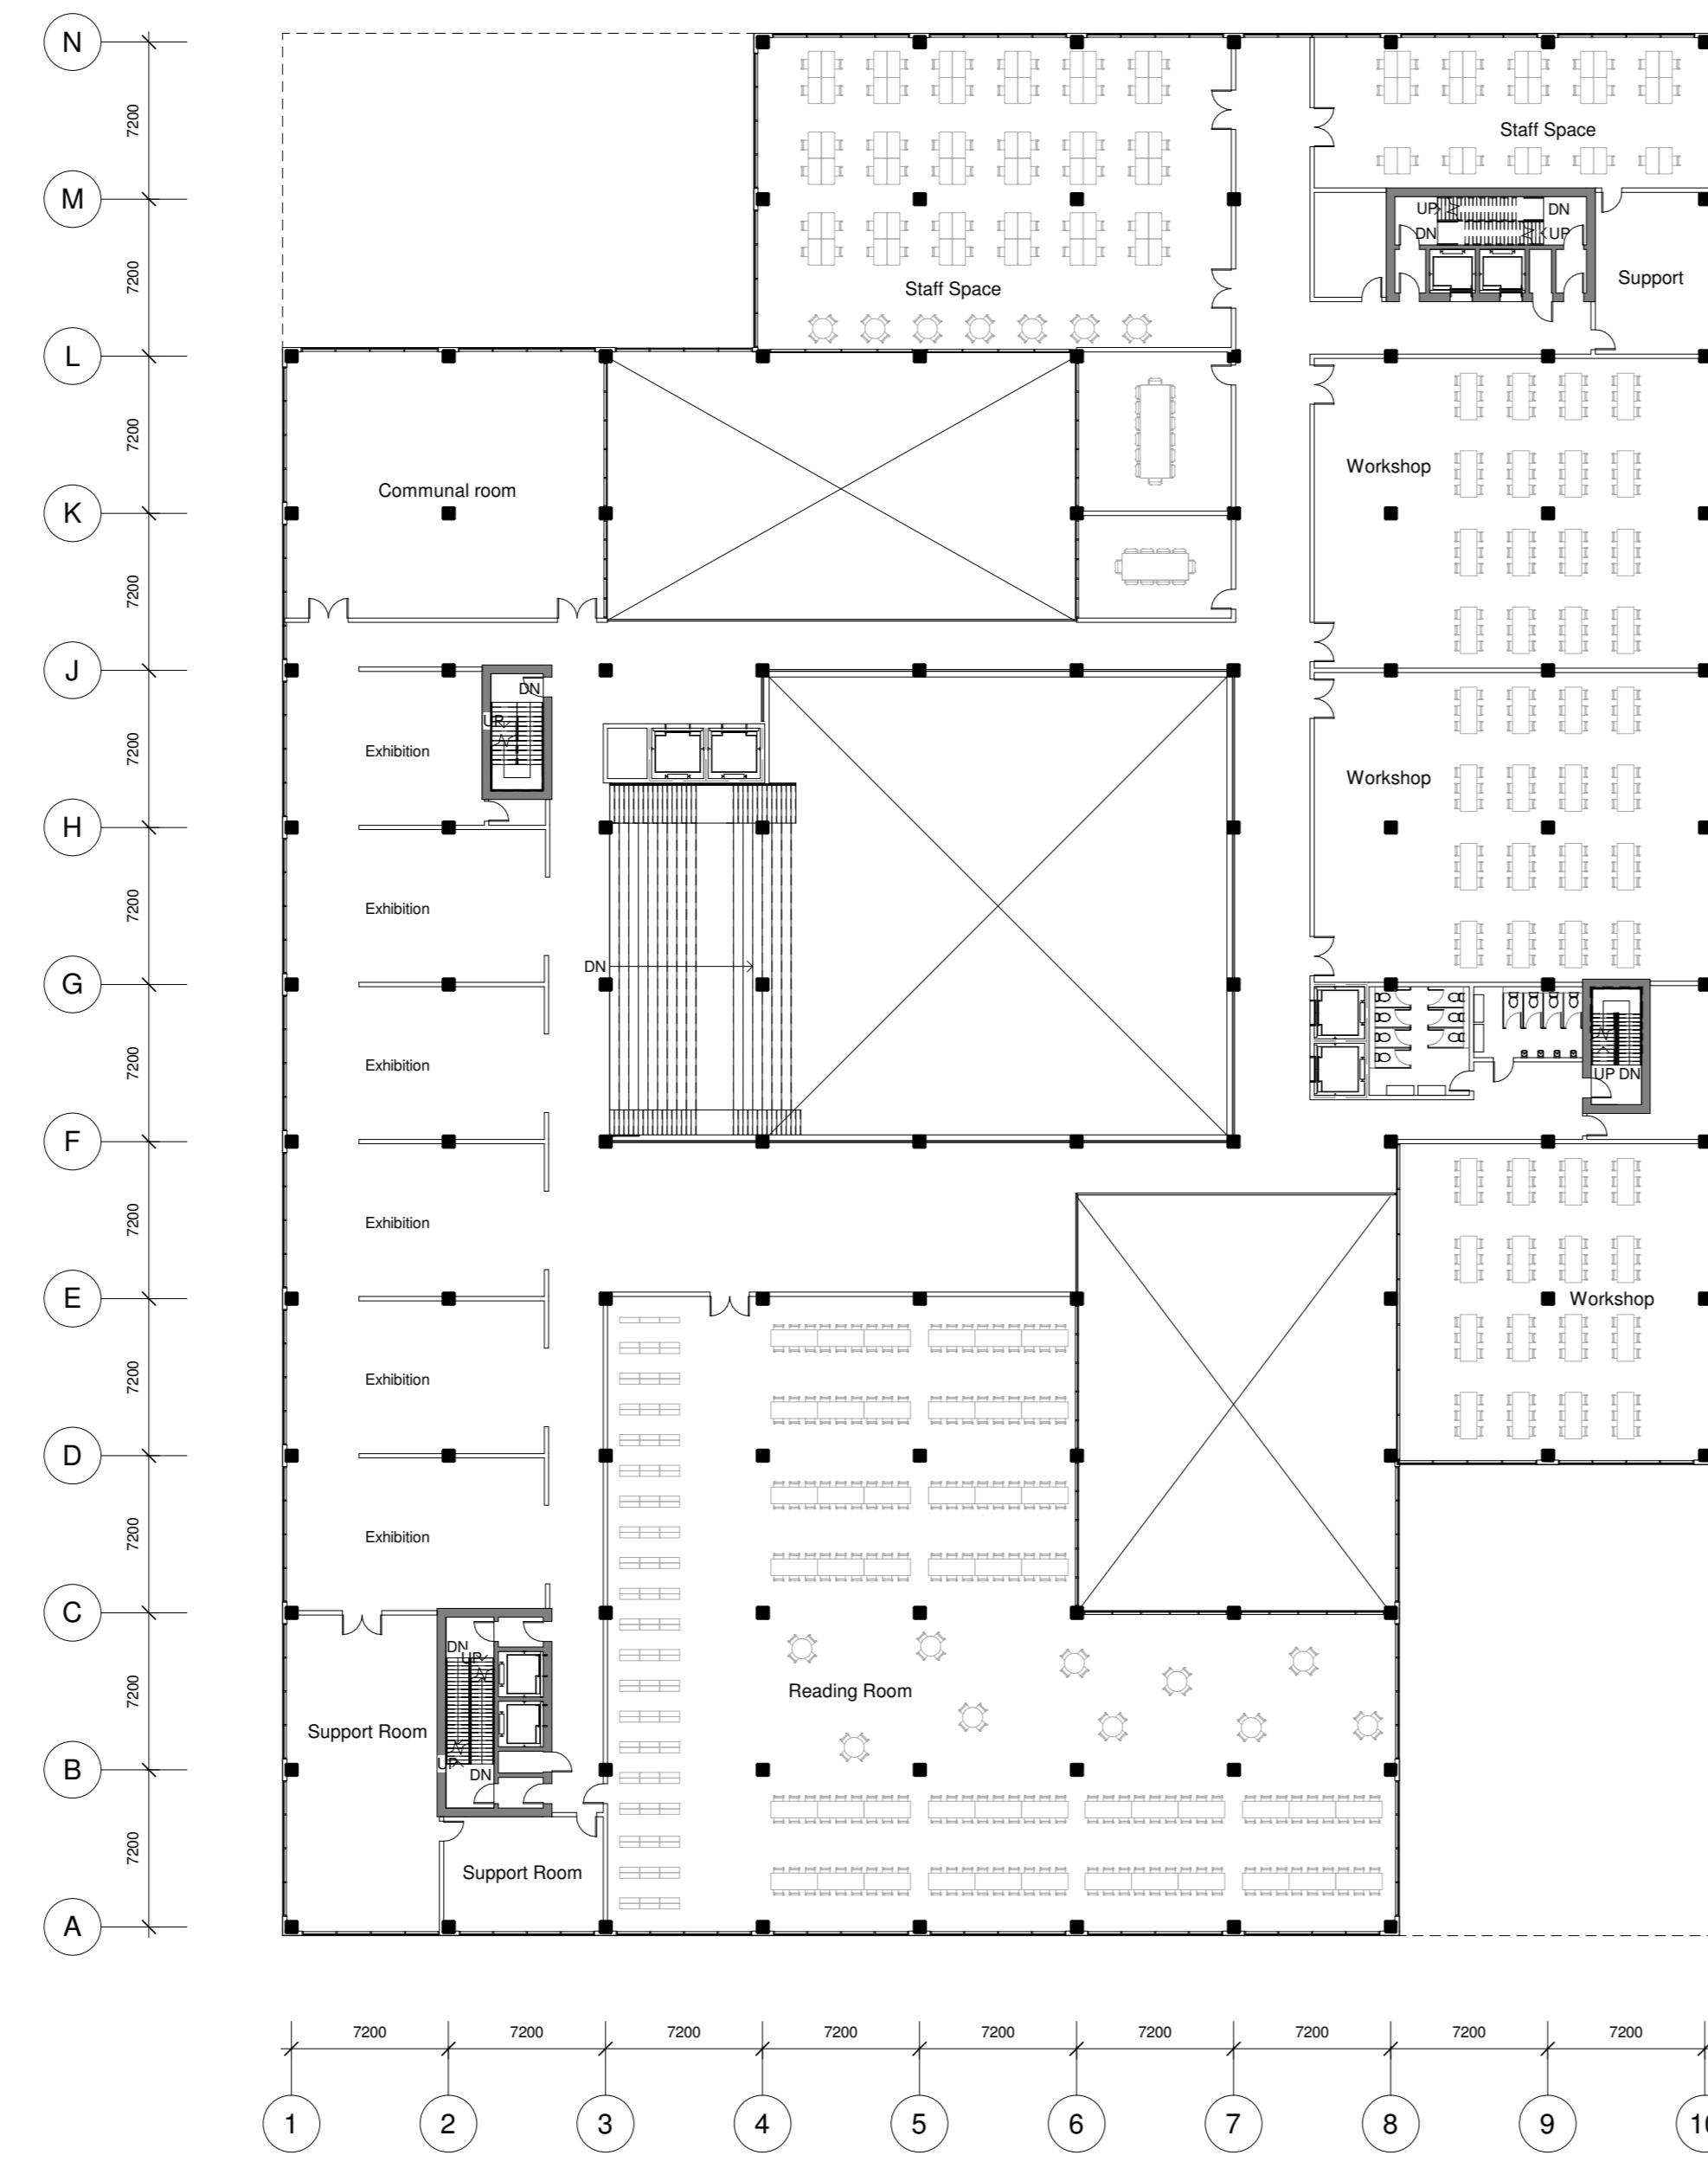 N
7200
Staff Space
M
UP
DN
DN
UP
7200
Support
Staff Space
L
7200
Workshop
Communal room
K
7200
J
DN
UP
7200
Exhibition
Workshop
H
7200
Exhibition
DN
G
7200
Exhibition
UP DN
F
7200
Exhibition
E
Workshop
7200
Exhibition
D
7200
Exhibition
C
DN
UP
7200
Reading Room
Support Room
B
UP
DN
7200
Support Room
A
7200 7200 7200 7200 7200 7200 7200 7200 7200
1 2 3 4 5 6 7 8 9